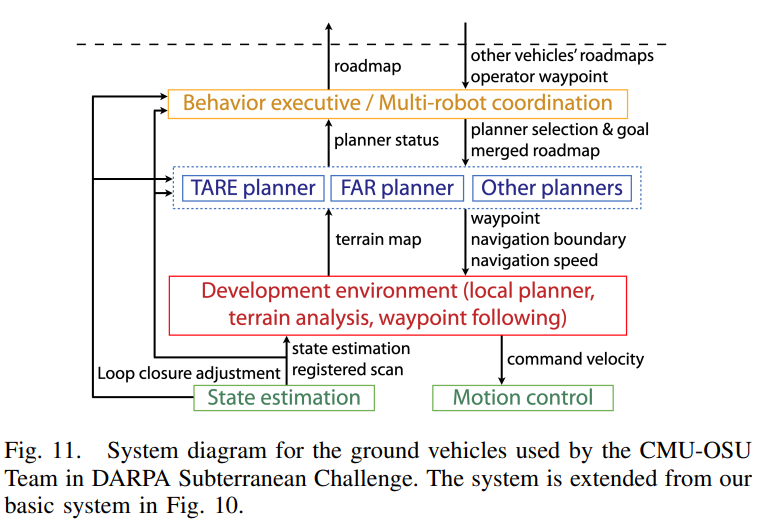 roadmap
other vehicles' roadmaps
operator waypoint
Behavior executive / Multi-robot coordination
planner status
planner selection & goal
merged roadmap
TARE planner
FAR planner
Other planners
terrain map
waypoint
navigation boundary
navigation speed
Development environment (local planner,
terrain analysis, waypoint following)
Loop closure adjustment
state estimation
registered scan
command velocity
State estimation
Motion control
Fig. 11. System diagram for the ground vehicles used by the CMU-OSU
Team in DARPA Subterranean Challenge. The system is extended from our
basic system in Fig. 10.